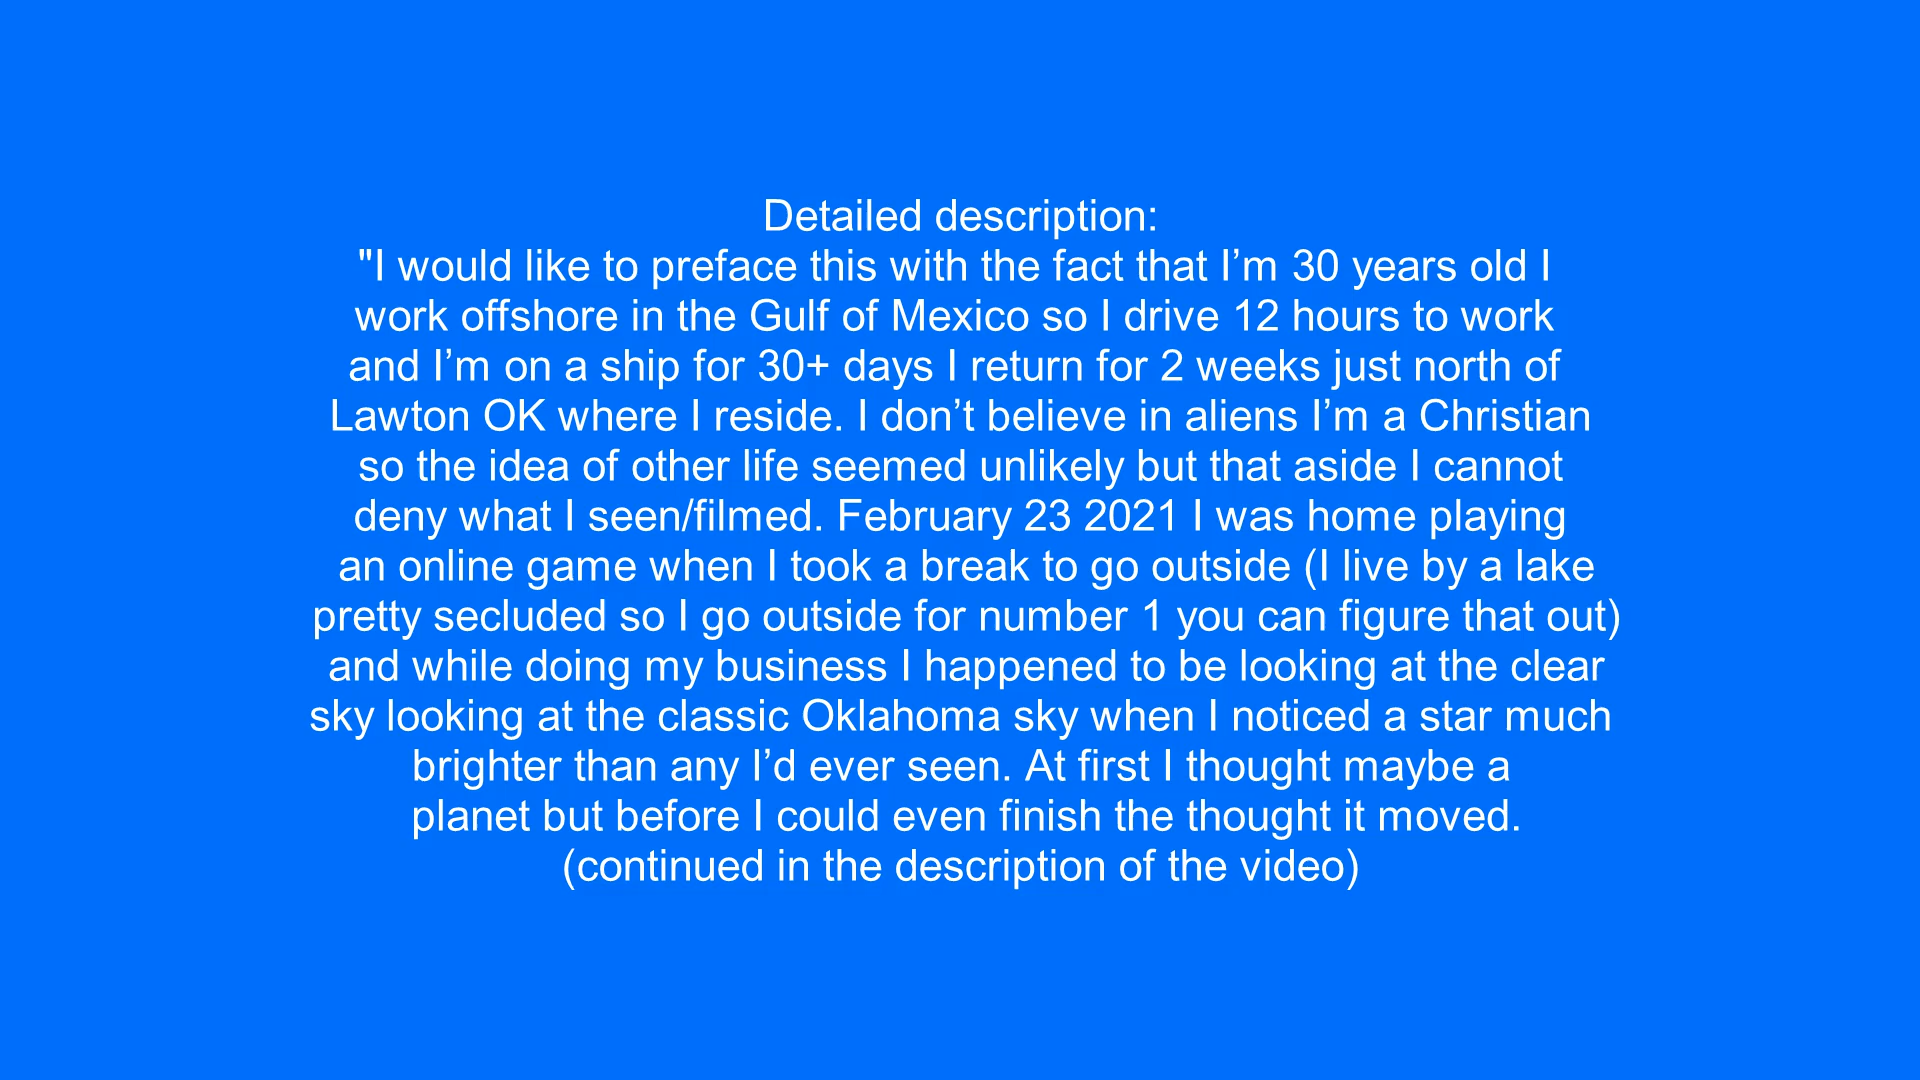 Detailed description:
"I would like to preface this with the fact that I’m 30 years old I
work offshore in the Gulf of Mexico so I drive 12 hours to work
and I’m on a ship for 30+ days I return for 2 weeks just north of
Lawton OK where I reside. I don’t believe in aliens I’m a Christian
so the idea of other life seemed unlikely but that aside I cannot
deny what I seen/filmed. February 23 2021 I was home playing
an online game when I took a break to go outside (I live by a lake
pretty secluded so I go outside for number 1 you can figure that out)
and while doing my business I happened to be looking at the clear
sky looking at the classic Oklahoma sky when I noticed a star much
brighter than any I’d ever seen. At first I thought maybe a
planet but before I could even finish the thought it moved.
(continued in the description of the video)